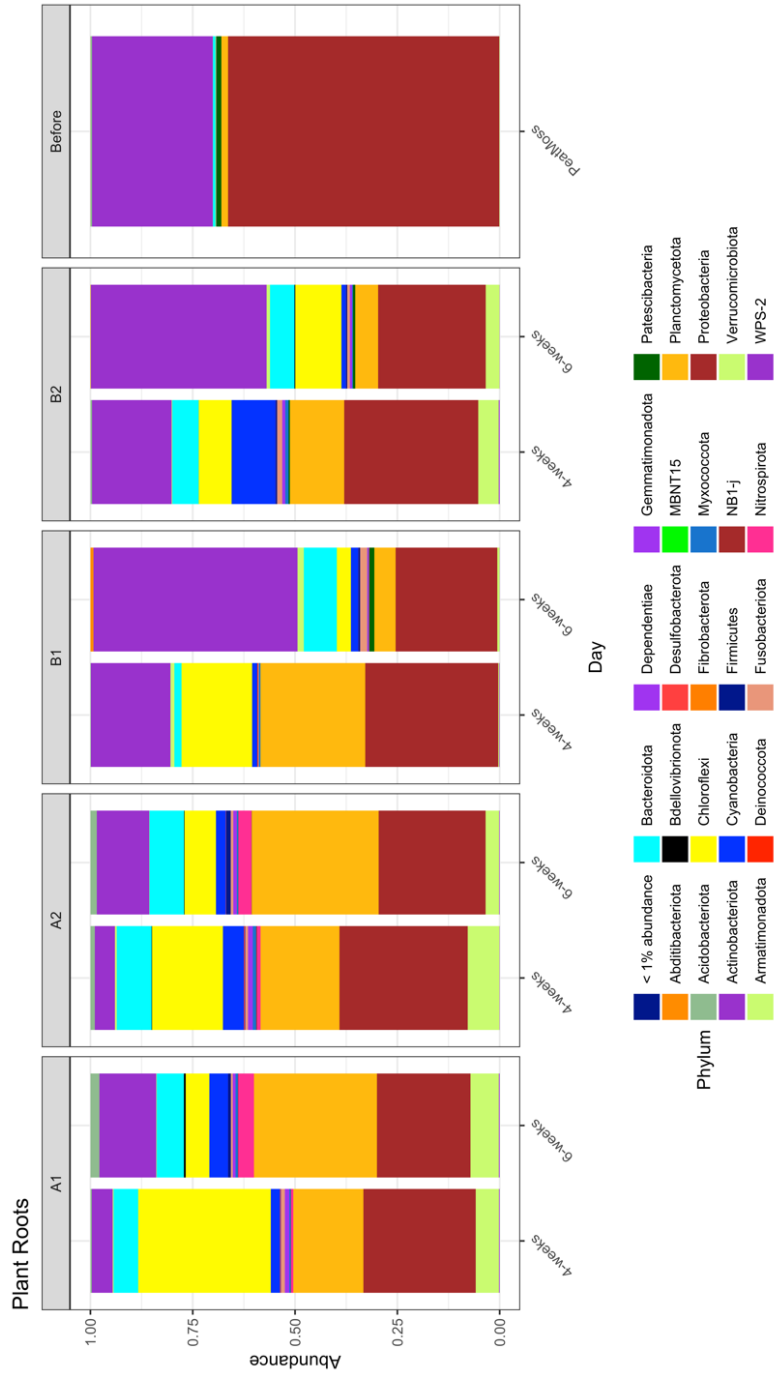 Plant Roots
A1
A2
B1
B2
Before
Abundance
1.00
0.75
0.50
0.25
0.00
4-weeks
6-weeks
4-weeks
6-weeks
4-weeks
6-weeks
4-weeks
6-weeks
PeatMoss
Day
Phylum
< 1% abundance
Abditibacteriota
Acidobacteriota
Actinobacteriota
Armatimonadota
Bacteroidota
Bdellovibrionota
Chloroflexi
Cyanobacteria
Deinococcota
Dependentiae
Desulfobacterota
Fibrobacterota
Firmicutes
Fusobacteriota
Gemmatimonadota
MBNT15
Myxococcota
NB1-j
Nitrospirota
Patescibacteria
Planctomycetota
Proteobacteria
Verrucomicrobiota
WPS-2